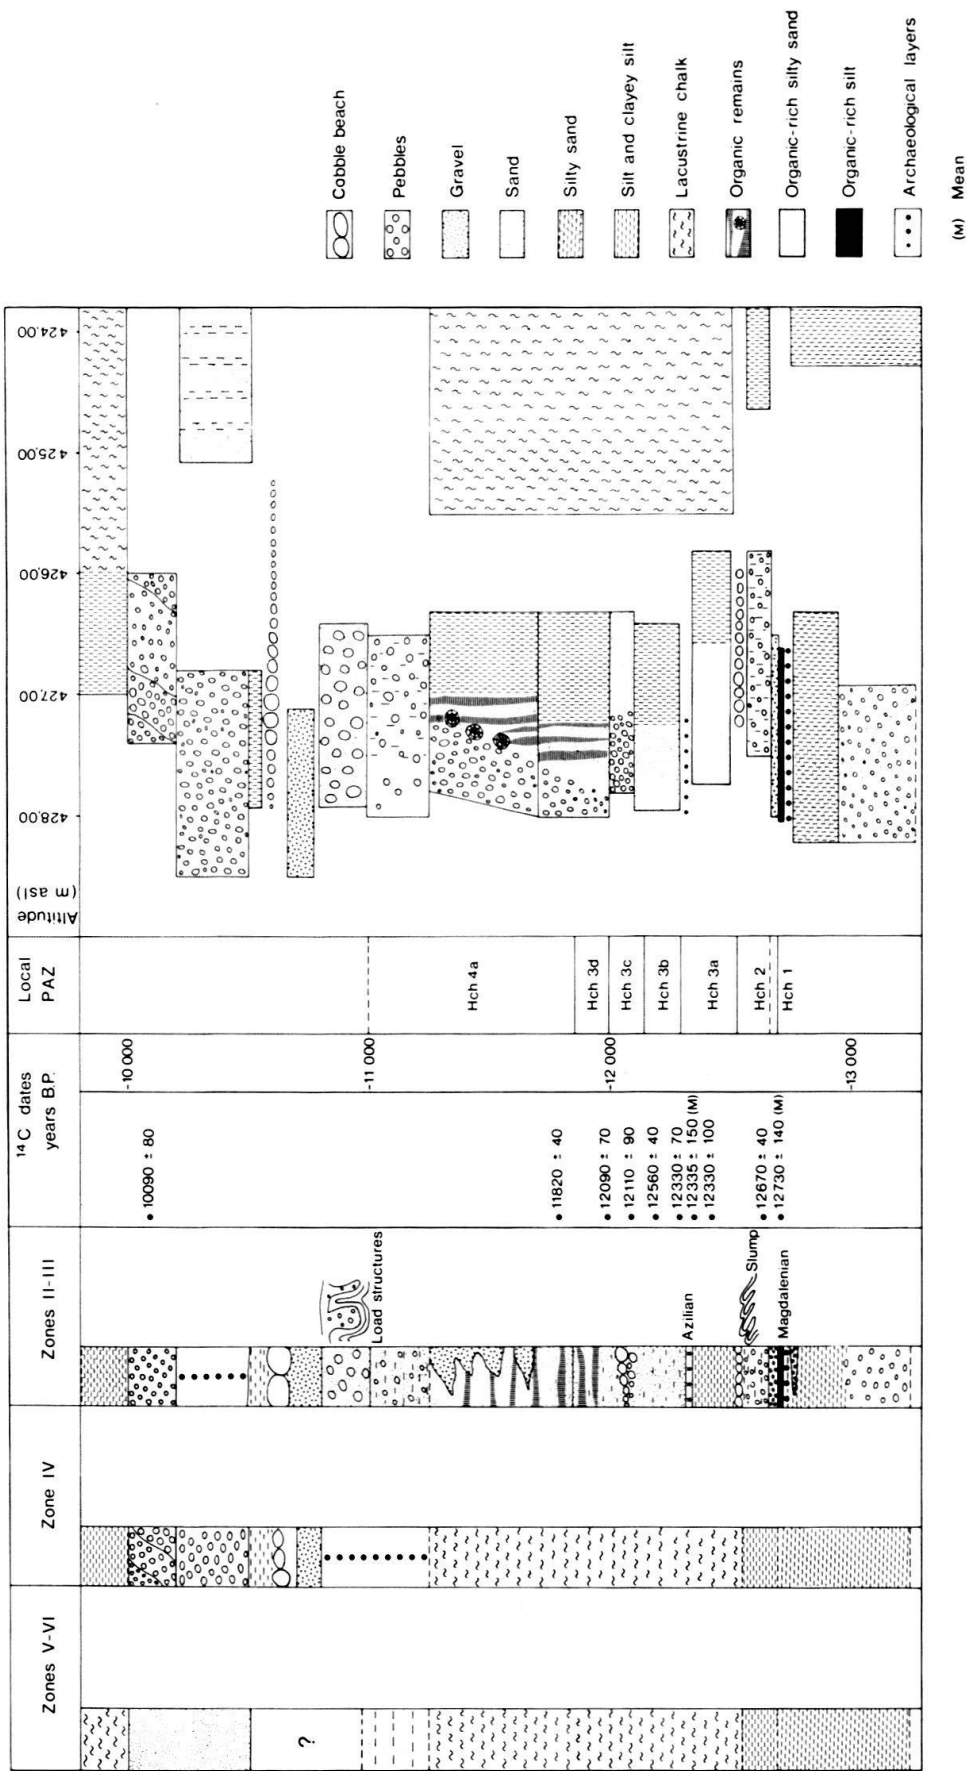 Zones V-VI
Zone IV
Zones II-III
¹⁴C dates
years B.P.
Local
PAZ
Altitude
(m asl)
428,00
427,00
426,00
425,00
424,00
?
Load structures
Azilian
Slump
Magdalenian
• 10090 ± 80
• 11820 ± 40
• 12090 ± 70
• 12110 ± 90
• 12560 ± 40
• 12330 ± 70
• 12335 ± 150 (M)
• 12330 ± 100
• 12670 ± 40
• 12730 ± 140 (M)
-10 000
-11 000
-12 000
-13 000
Hch 4a
Hch 3d
Hch 3c
Hch 3b
Hch 3a
Hch 2
Hch 1
Cobble beach
Pebbles
Gravel
Sand
Silty sand
Silt and clayey silt
Lacustrine chalk
Organic remains
Organic-rich silty sand
Organic-rich silt
Archaeological layers
(M) Mean